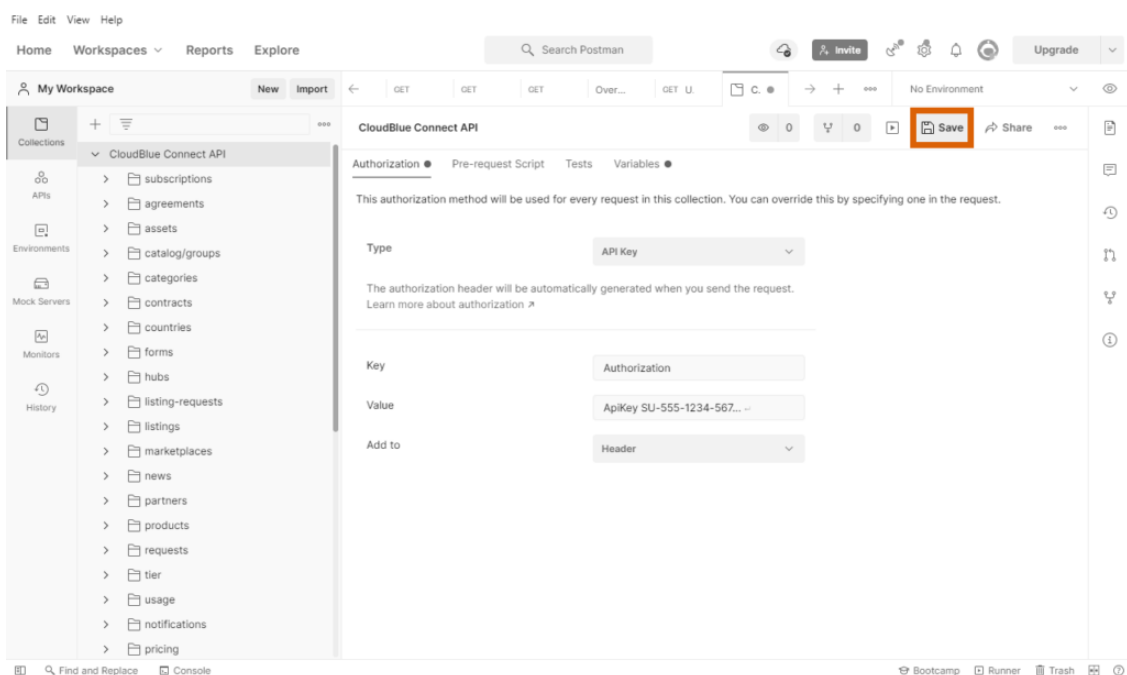 File Edit View Help
Home Workspaces Reports Explore Search Postman Invite Upgrade
My Workspace New Import GET GET GET Over... GET U. C. No Environment
Collections
APIs
Environments
Mock Servers
Monitors
History
CloudBlue Connect API
subscriptions
agreements
assets
catalog/groups
categories
contracts
countries
forms
hubs
listing-requests
listings
marketplaces
news
partners
products
requests
tier
usage
notifications
pricing
CloudBlue Connect API 0 0 Save Share
Authorization Pre-request Script Tests Variables
This authorization method will be used for every request in this collection. You can override this by specifying one in the request.
Type API Key
The authorization header will be automatically generated when you send the request.
Learn more about authorization ↗
Key Authorization
Value ApiKey SU-555-1234-567...
Add to Header
Find and Replace Console Bootcamp Runner Trash